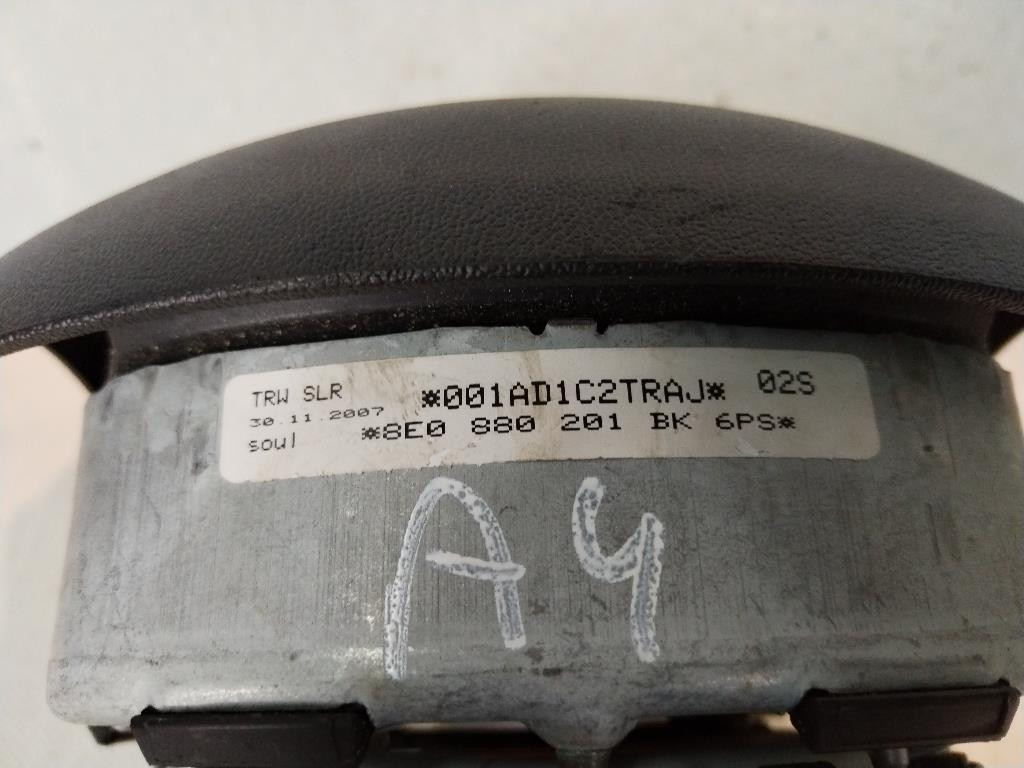 TRW SLR *001AD1C2TRAJ* 02S
30.11.2007
soul *8E0 880 201 BK 6PS*
A4